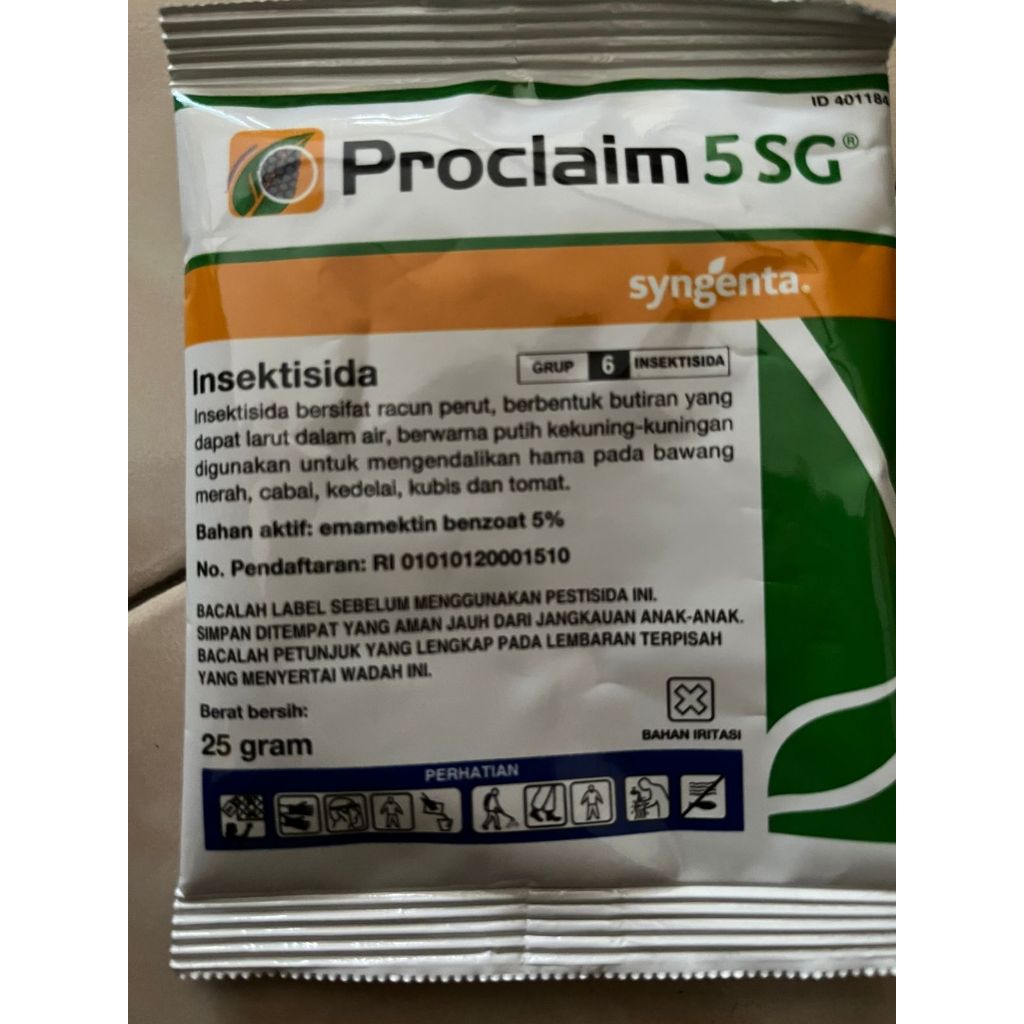 ID 401184
Proclaim 5 SG®
syngenta.
Insektisida
GRUP 6 INSEKTISIDA
Insektisida bersifat racun perut, berbentuk butiran yang
dapat larut dalam air, berwarna putih kekuning-kuningan
digunakan untuk mengendalikan hama pada bawang
merah, cabai, kedelai, kubis dan tomat.
Bahan aktif: emamektin benzoat 5%
No. Pendaftaran: RI 01010120001510
BACALAH LABEL SEBELUM MENGGUNAKAN PESTISIDA INI.
SIMPAN DITEMPAT YANG AMAN JAUH DARI JANGKAUAN ANAK-ANAK.
BACALAH PETUNJUK YANG LENGKAP PADA LEMBARAN TERPISAH
YANG MENYERTAI WADAH INI.
Berat bersih:
25 gram
BAHAN IRITASI
PERHATIAN